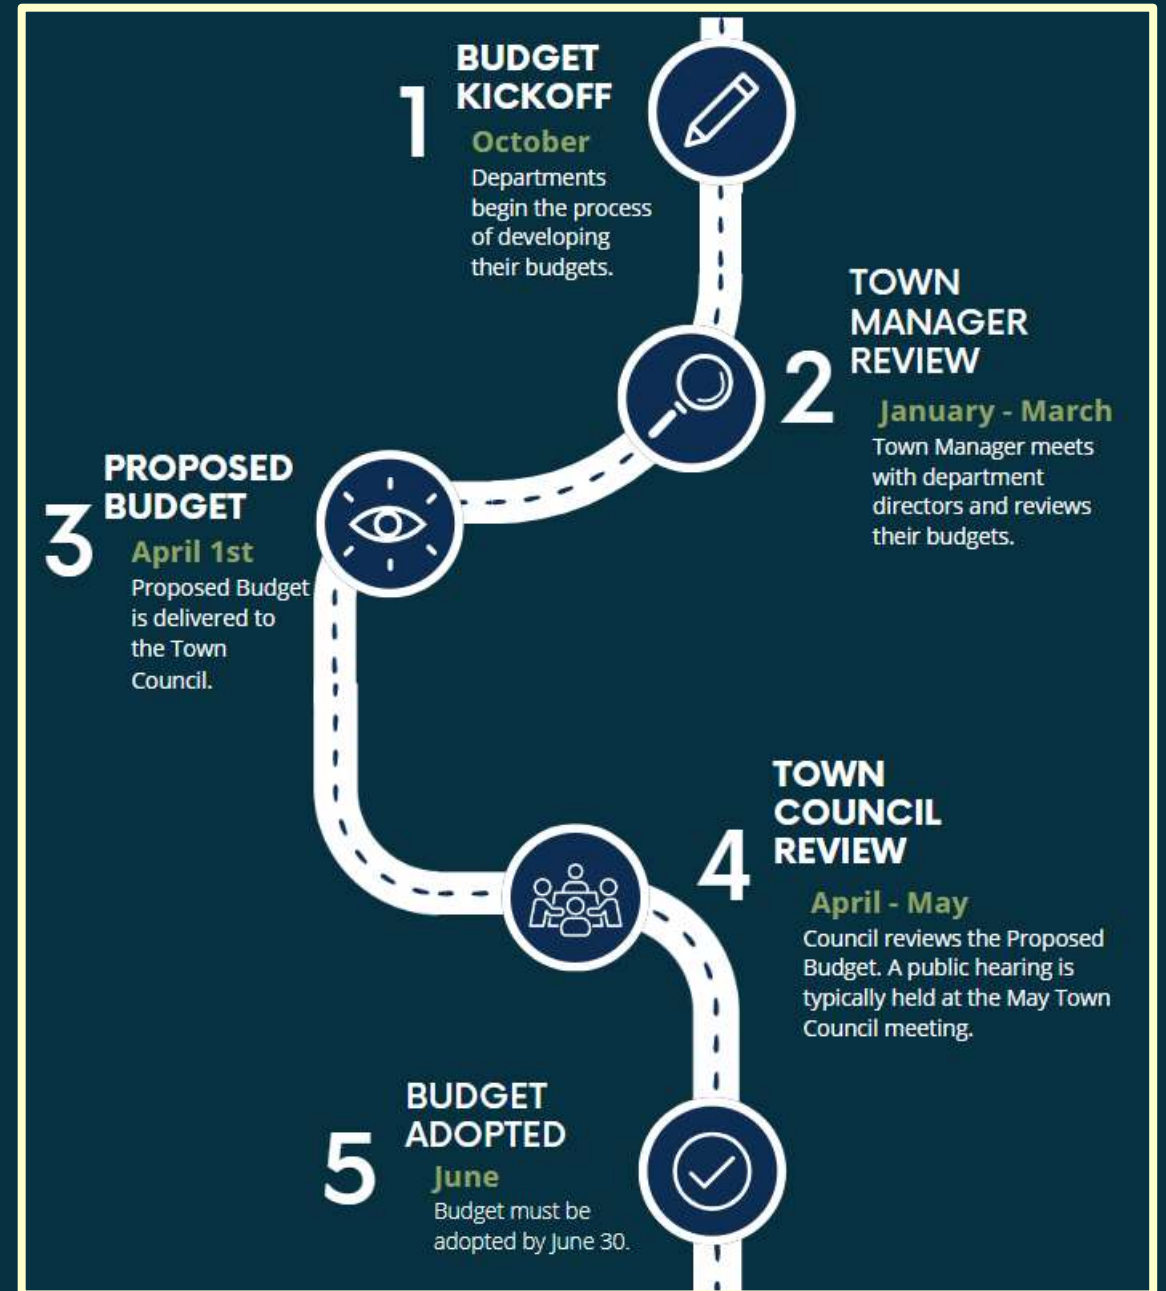 1
BUDGET
KICKOFF
October
Departments
begin the process
of developing
their budgets.
2
TOWN
MANAGER
REVIEW
January - March
Town Manager meets
with department
directors and reviews
their budgets.
3
PROPOSED
BUDGET
April 1st
Proposed Budget
is delivered to
the Town
Council.
4
TOWN
COUNCIL
REVIEW
April - May
Council reviews the Proposed
Budget. A public hearing is
typically held at the May Town
Council meeting.
5
BUDGET
ADOPTED
June
Budget must be
adopted by June 30.